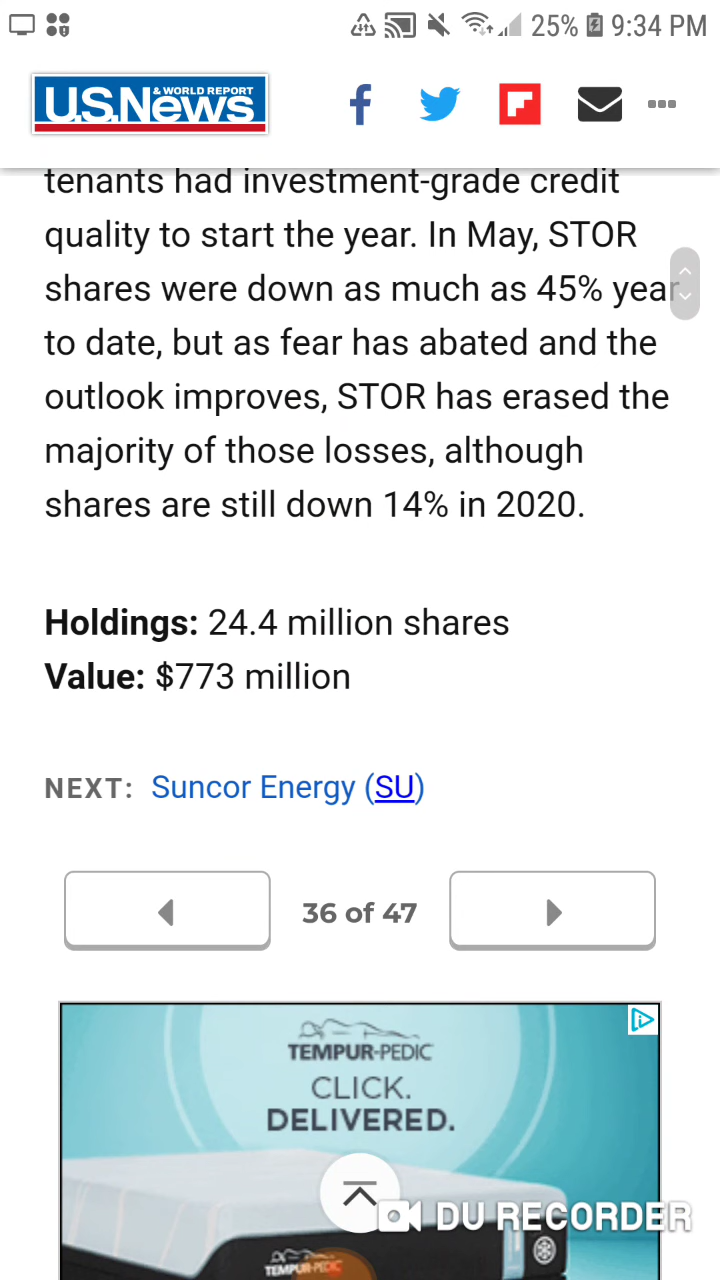 25% 9:34 PM
U.S.News & WORLD REPORT
tenants had investment-grade credit
quality to start the year. In May, STOR
shares were down as much as 45% year
to date, but as fear has abated and the
outlook improves, STOR has erased the
majority of those losses, although
shares are still down 14% in 2020.
Holdings: 24.4 million shares
Value: $773 million
NEXT: Suncor Energy (SU)
36 of 47
TEMPUR-PEDIC
CLICK.
DELIVERED.
DU RECORDER
TEMPUR-PEDIC